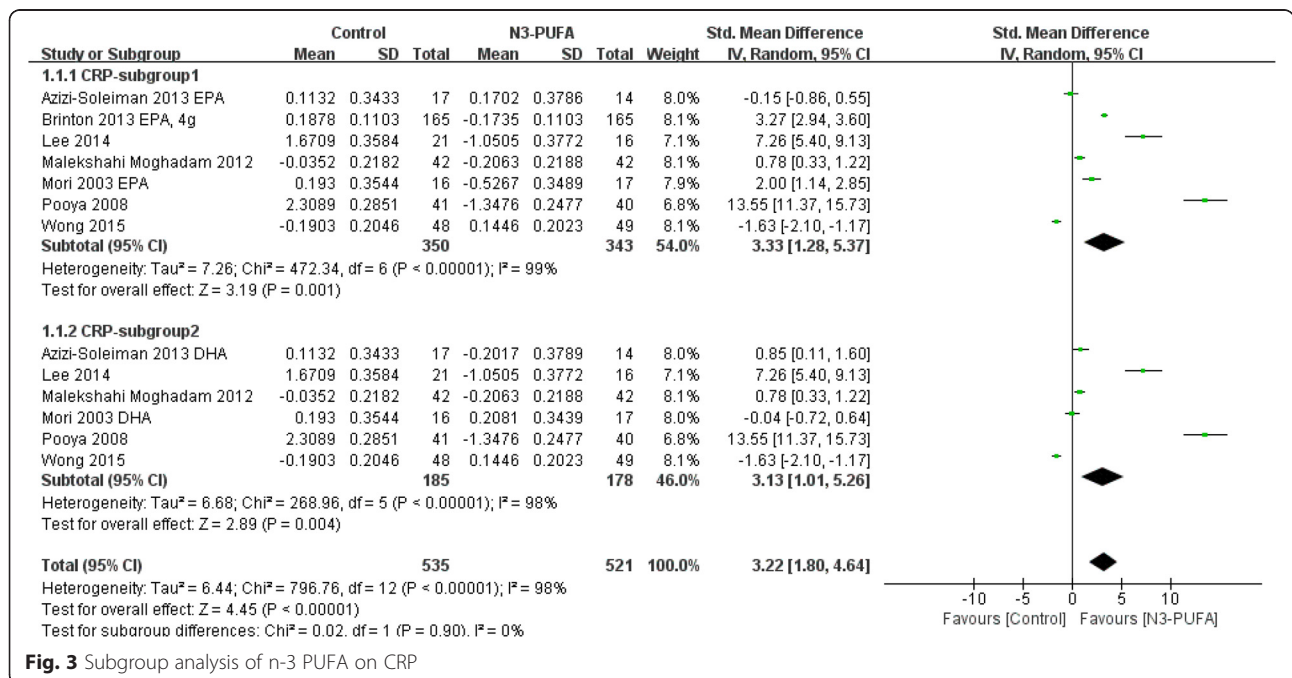 Control N3-PUFA Std. Mean Difference Std. Mean Difference
Study or Subgroup Mean SD Total Mean SD Total Weight IV, Random, 95% CI IV, Random, 95% CI
1.1.1 CRP-subgroup1
Azizi-Soleiman 2013 EPA 0.1132 0.3433 17 0.1702 0.3786 14 8.0% -0.15 [-0.86, 0.55]
Brinton 2013 EPA, 4g 0.1878 0.1103 165 -0.1735 0.1103 165 8.1% 3.27 [2.94, 3.60]
Lee 2014 1.6709 0.3584 21 -1.0505 0.3772 16 7.1% 7.26 [5.40, 9.13]
Malekshahi Moghadam 2012 -0.0352 0.2182 42 -0.2063 0.2188 42 8.1% 0.78 [0.33, 1.22]
Mori 2003 EPA 0.193 0.3544 16 -0.5267 0.3489 17 7.9% 2.00 [1.14, 2.85]
Pooya 2008 2.3089 0.2851 41 -1.3476 0.2477 40 6.8% 13.55 [11.37, 15.73]
Wong 2015 -0.1903 0.2046 48 0.1446 0.2023 49 8.1% -1.63 [-2.10, -1.17]
Subtotal (95% CI) 350 343 54.0% 3.33 [1.28, 5.37]
Heterogeneity: Tau² = 7.26; Chi² = 472.34, df = 6 (P < 0.00001); I² = 99%
Test for overall effect: Z = 3.19 (P = 0.001)
1.1.2 CRP-subgroup2
Azizi-Soleiman 2013 DHA 0.1132 0.3433 17 -0.2017 0.3789 14 8.0% 0.85 [0.11, 1.60]
Lee 2014 1.6709 0.3584 21 -1.0505 0.3772 16 7.1% 7.26 [5.40, 9.13]
Malekshahi Moghadam 2012 -0.0352 0.2182 42 -0.2063 0.2188 42 8.1% 0.78 [0.33, 1.22]
Mori 2003 DHA 0.193 0.3544 16 0.2081 0.3439 17 8.0% -0.04 [-0.72, 0.64]
Pooya 2008 2.3089 0.2851 41 -1.3476 0.2477 40 6.8% 13.55 [11.37, 15.73]
Wong 2015 -0.1903 0.2046 48 0.1446 0.2023 49 8.1% -1.63 [-2.10, -1.17]
Subtotal (95% CI) 185 178 46.0% 3.13 [1.01, 5.26]
Heterogeneity: Tau² = 6.68; Chi² = 268.96, df = 5 (P < 0.00001); I² = 98%
Test for overall effect: Z = 2.89 (P = 0.004)
Total (95% CI) 535 521 100.0% 3.22 [1.80, 4.64]
Heterogeneity: Tau² = 6.44; Chi² = 796.76, df = 12 (P < 0.00001); I² = 98%
Test for overall effect: Z = 4.45 (P < 0.00001)
Test for subgroup differences: Chi² = 0.02. df = 1 (P = 0.90). I² = 0%
-10 -5 0 5 10
Favours [Control] Favours [N3-PUFA]
Fig. 3 Subgroup analysis of n-3 PUFA on CRP